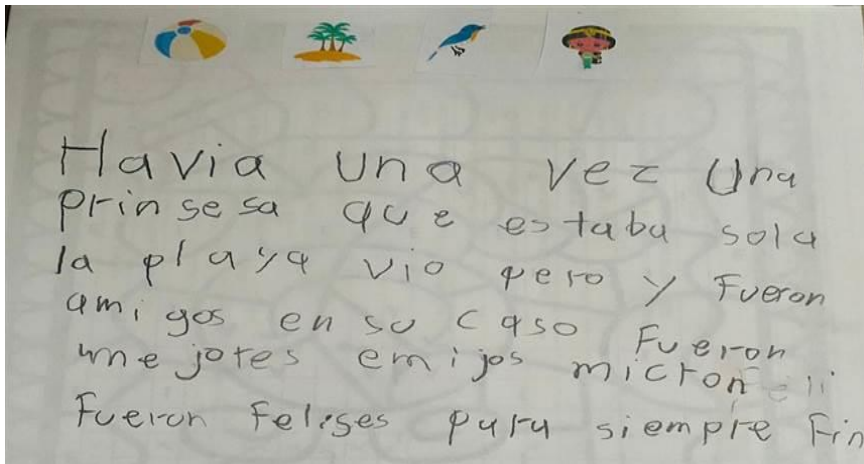 Havia una vez una
prinsesa que estaba sola
la playa vio pero y Fueron
amigos en su caso Fueron
mejotes emijos micron
Fueron Felises para siempre Fin